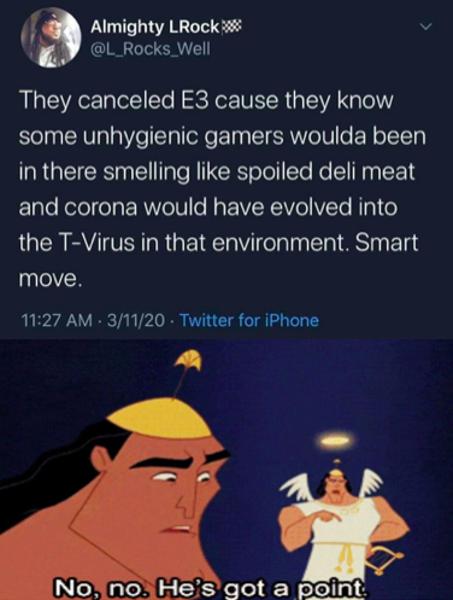 Almighty LRock🏁
@L_Rocks_Well
They canceled E3 cause they know
some unhygienic gamers woulda been
in there smelling like spoiled deli meat
and corona would have evolved into
the T-Virus in that environment. Smart
move.
11:27 AM · 3/11/20 · Twitter for iPhone
No, no. He's got a point.